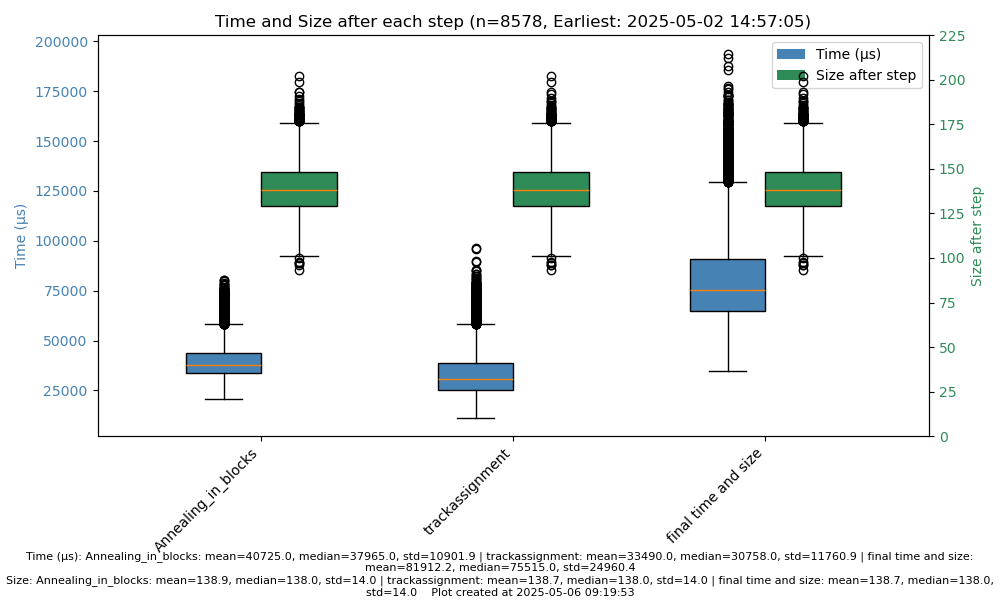 Time and Size after each step (n=8578, Earliest: 2025-05-02 14:57:05)
200000
175000
150000
125000
100000
75000
50000
25000
Time (µs)
Time (µs)
Size after step
225
200
175
150
125
100
75
50
25
0
Size after step
Annealing_in_blocks
trackassignment
final time and size
Time (µs): Annealing_in_blocks: mean=40725.0, median=37965.0, std=10901.9 | trackassignment: mean=33490.0, median=30758.0, std=11760.9 | final time and size:
mean=81912.2, median=75515.0, std=24960.4
Size: Annealing_in_blocks: mean=138.9, median=138.0, std=14.0 | trackassignment: mean=138.7, median=138.0, std=14.0 | final time and size: mean=138.7, median=138.0,
std=14.0    Plot created at 2025-05-06 09:19:53